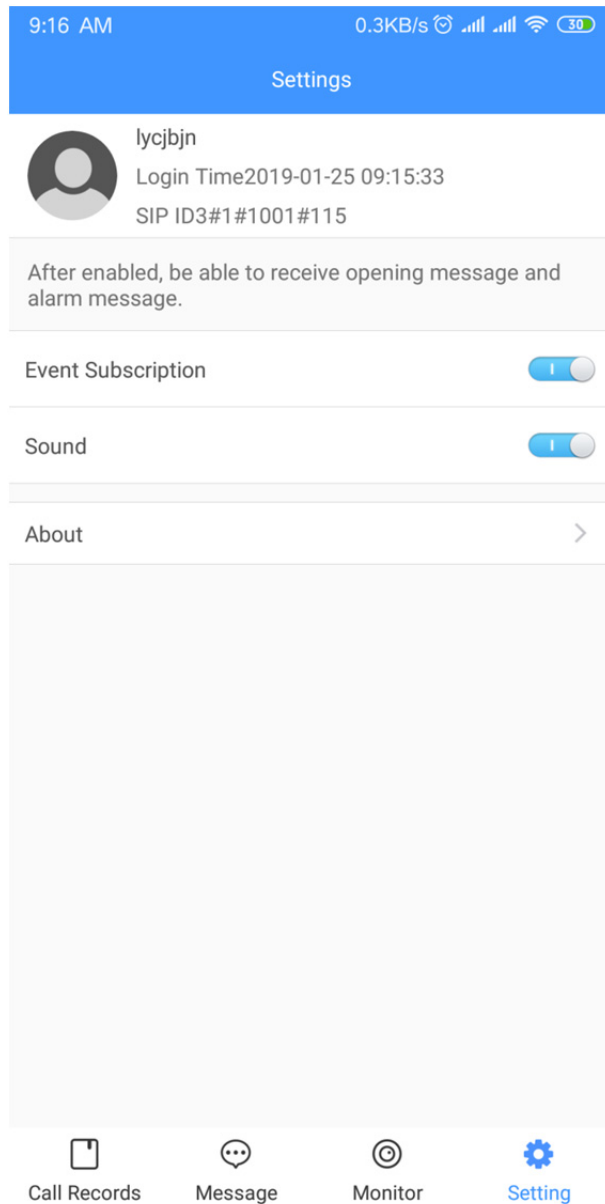 9:16 AM 0.3KB/s 30
Settings
lycjbjn
Login Time2019-01-25 09:15:33
SIP ID3#1#1001#115
After enabled, be able to receive opening message and
alarm message.
Event Subscription
Sound
About
Call Records Message Monitor Setting